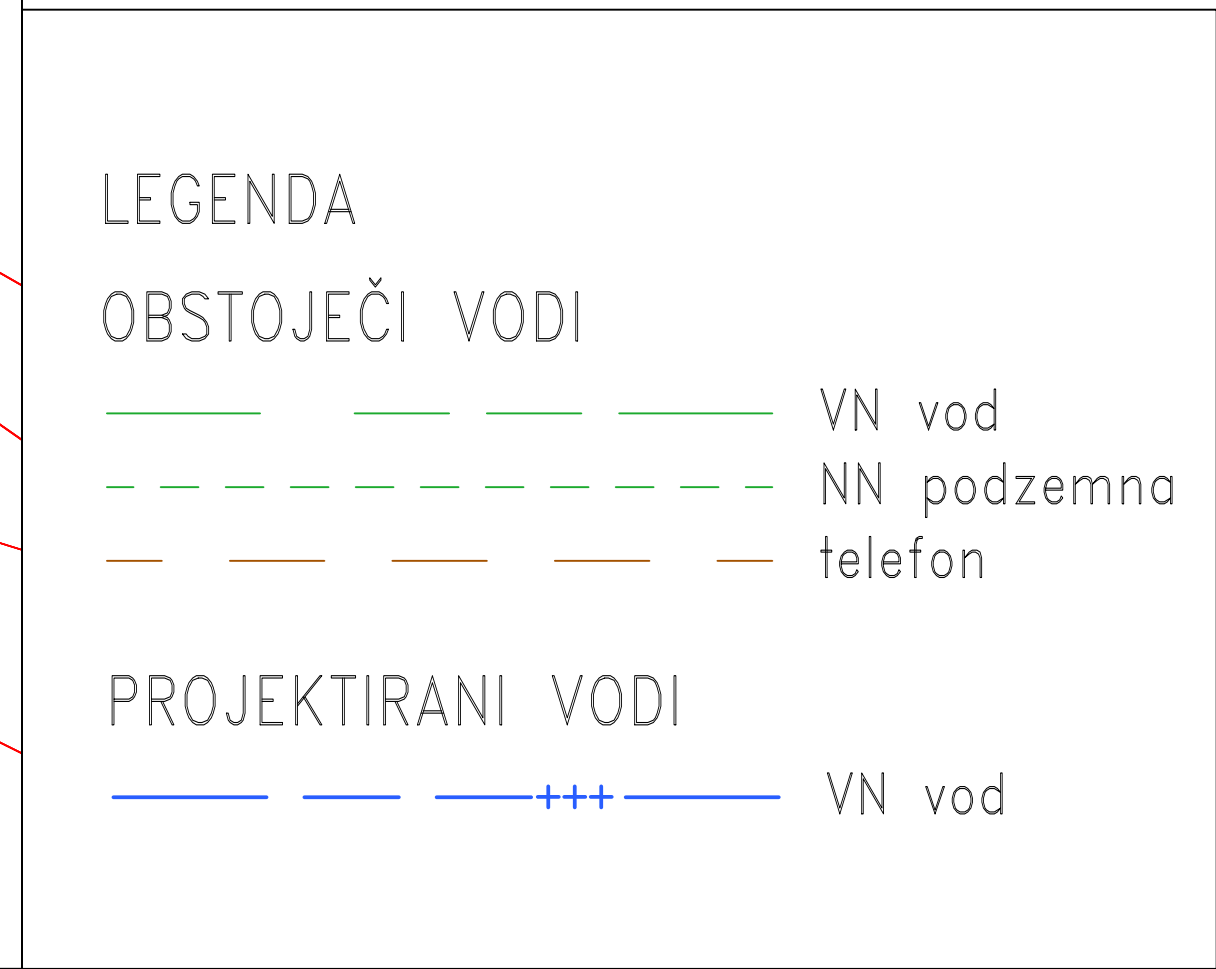 LEGENDA
OBSTOJEČI VODI
VN vod
NN podzemna
telefon
PROJEKTIRANI VODI
+++
VN vod